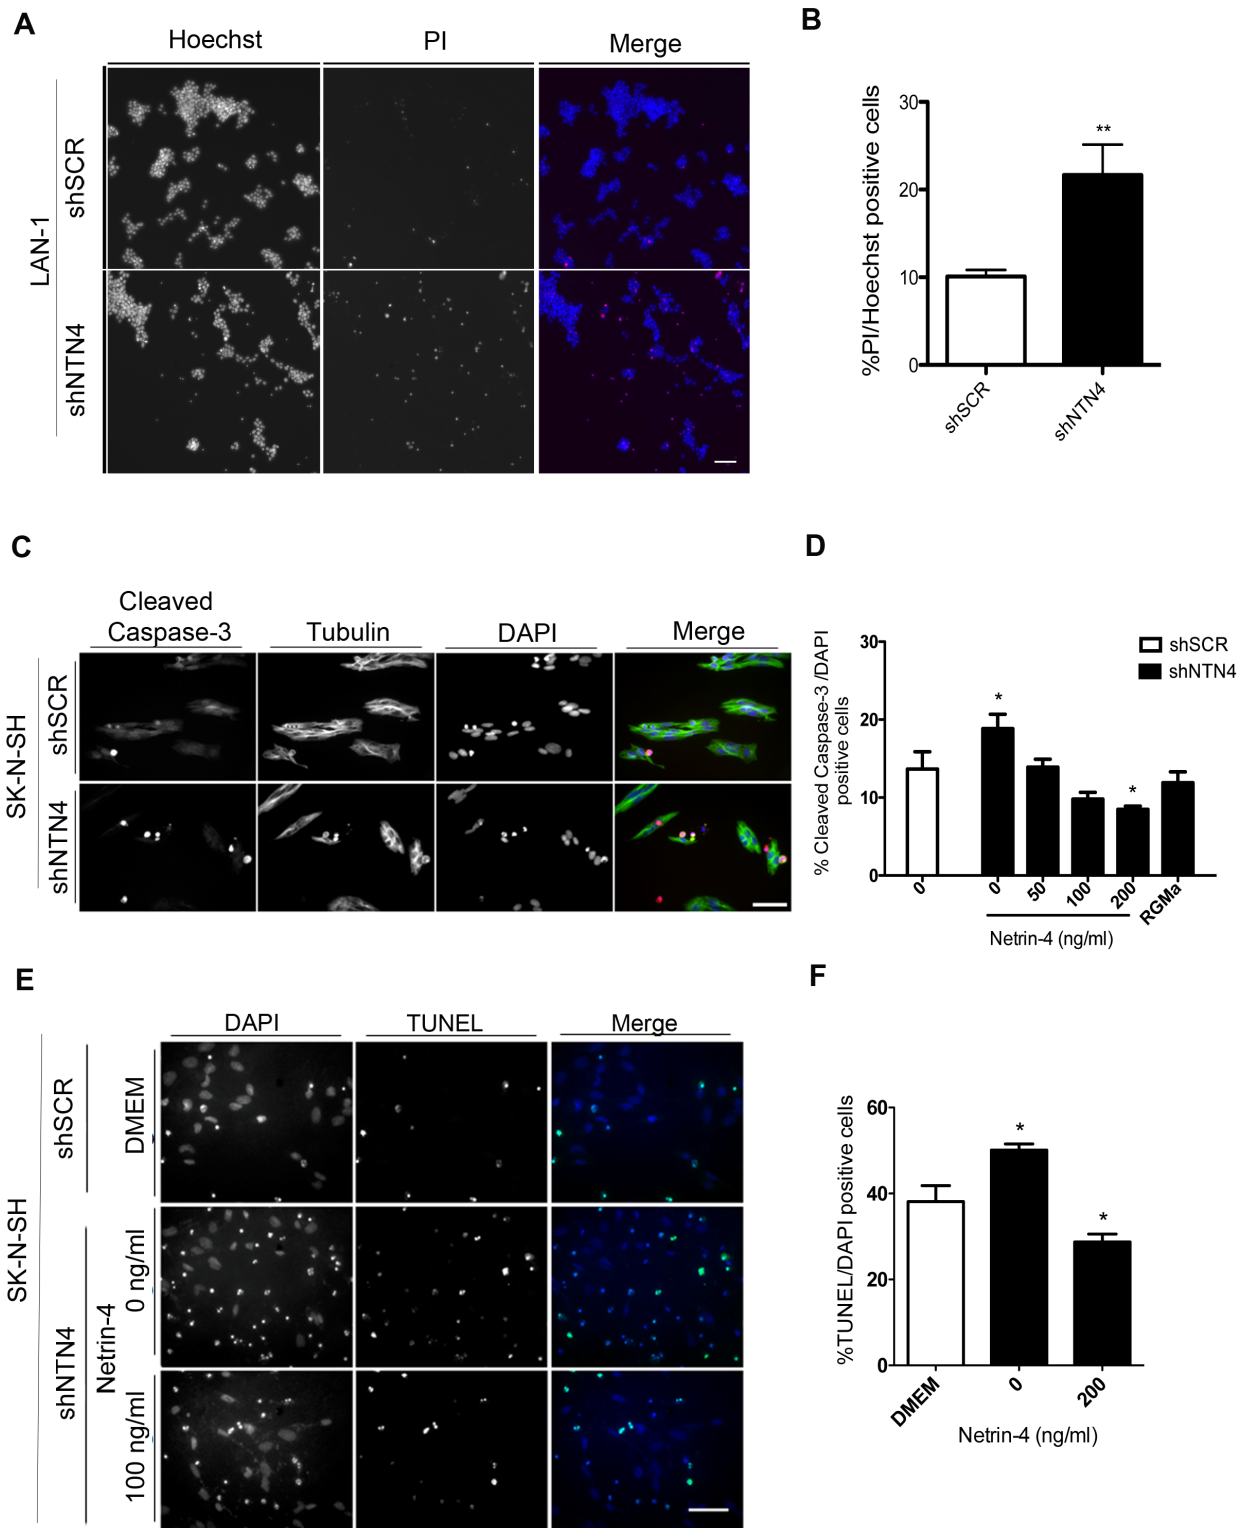 A
Hoechst
PI
Merge
LAN-1
shSCR
shNTN4
B
%PI/Hoechst positive cells
30
20
10
0
**
shSCR
shNTN4
C
Cleaved
Caspase-3
Tubulin
DAPI
Merge
SK-N-SH
shSCR
shNTN4
D
% Cleaved Caspase-3 /DAPI
positive cells
30
20
10
0
shSCR
shNTN4
*
*
0
0
50
100
200
RGMa
Netrin-4 (ng/ml)
E
DAPI
TUNEL
Merge
SK-N-SH
shSCR
DMEM
shNTN4
Netrin-4
0 ng/ml
100 ng/ml
F
%TUNEL/DAPI positive cells
60
40
20
0
*
*
DMEM
0
200
Netrin-4 (ng/ml)